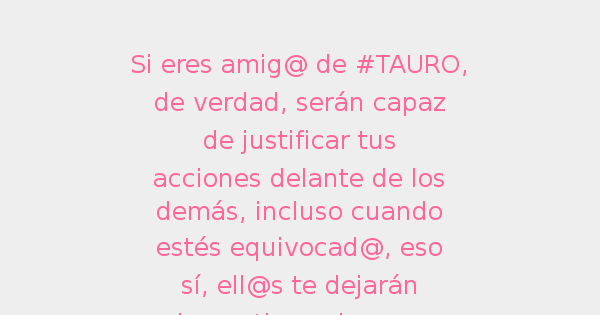 Si eres amig@ de #TAURO,
de verdad, serán capaz
de justificar tus
acciones delante de los
demás, incluso cuando
estés equivocad@, eso
sí, ell@s te dejarán